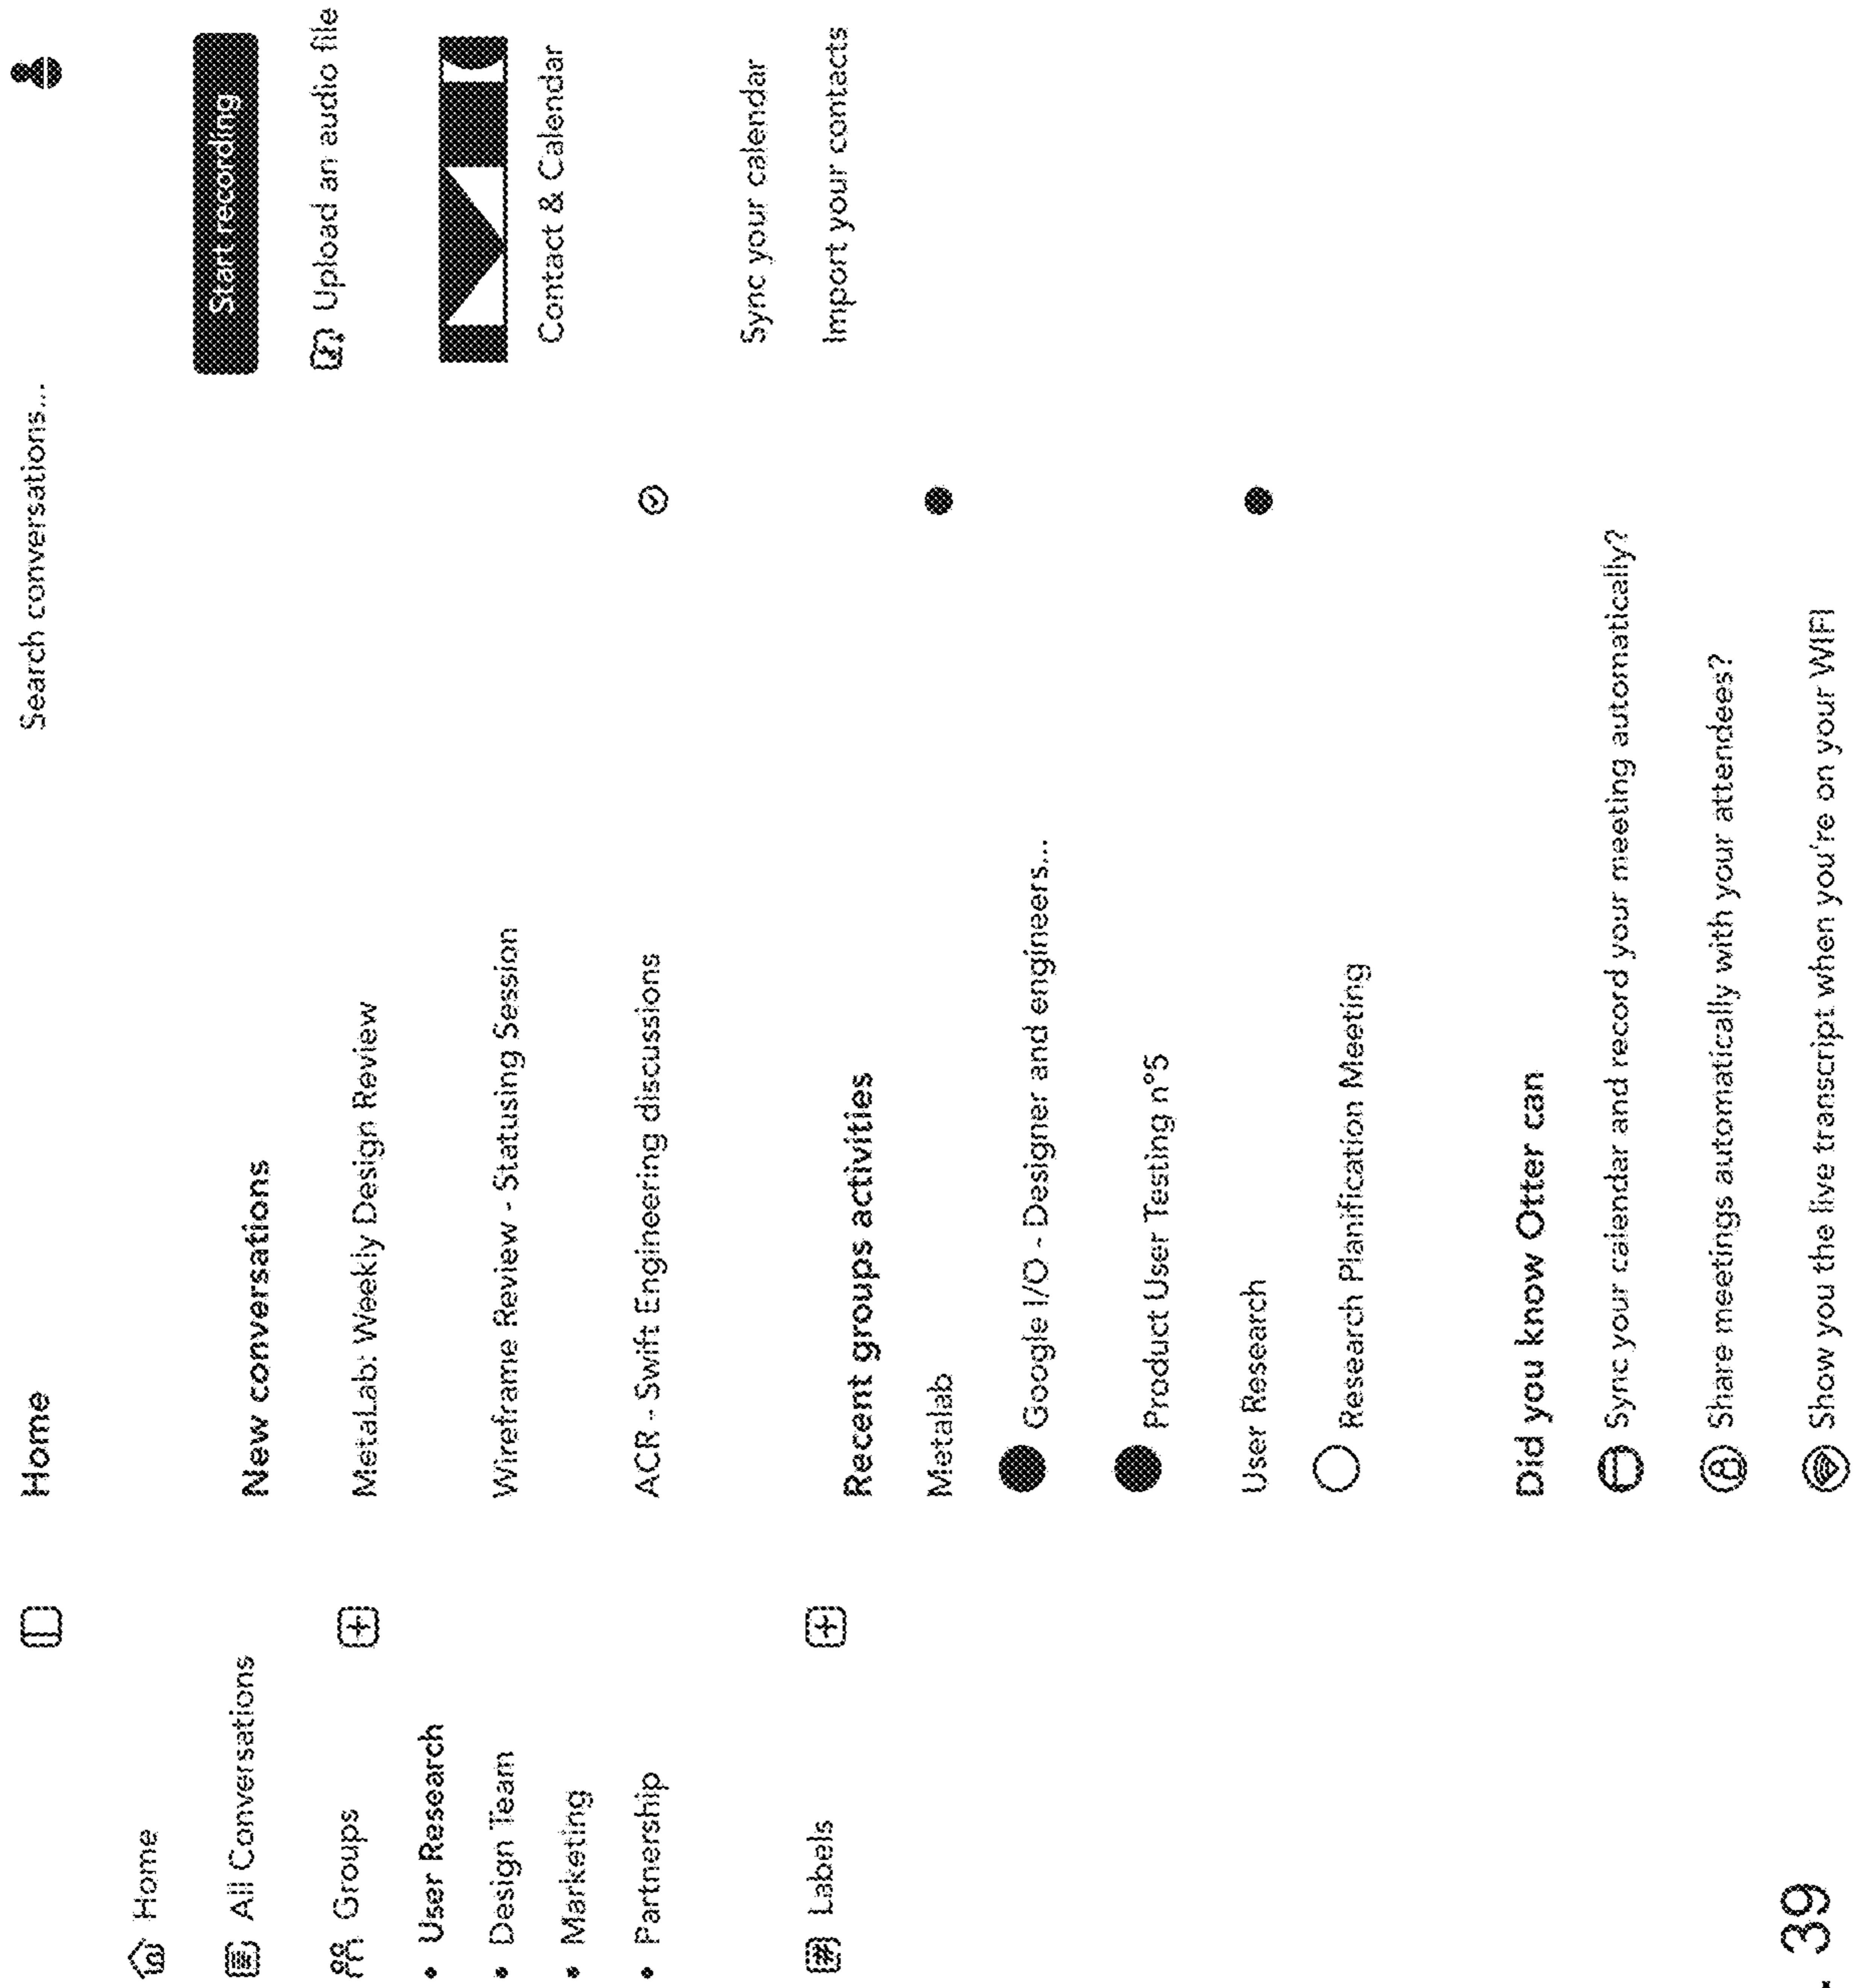 Home
Search conversations...
Home
All Conversations
Groups
• User Research
• Design Team
• Marketing
• Partnership
Labels
New conversations
MetaLab: Weekly Design Review
Wireframe Review - Statusing Session
ACR - Swift Engineering discussions
Recent groups activities
Metalab
Google I/O - Designer and engineers...
Product User Testing n°5
User Research
Research Planification Meeting
Did you know Otter can
Sync your calendar and record your meeting automatically?
Share meetings automatically with your attendees?
Show you the live transcript when you're on your WIFI
Start recording
Upload an audio file
Contact & Calendar
Sync your calendar
Import your contacts
. 39